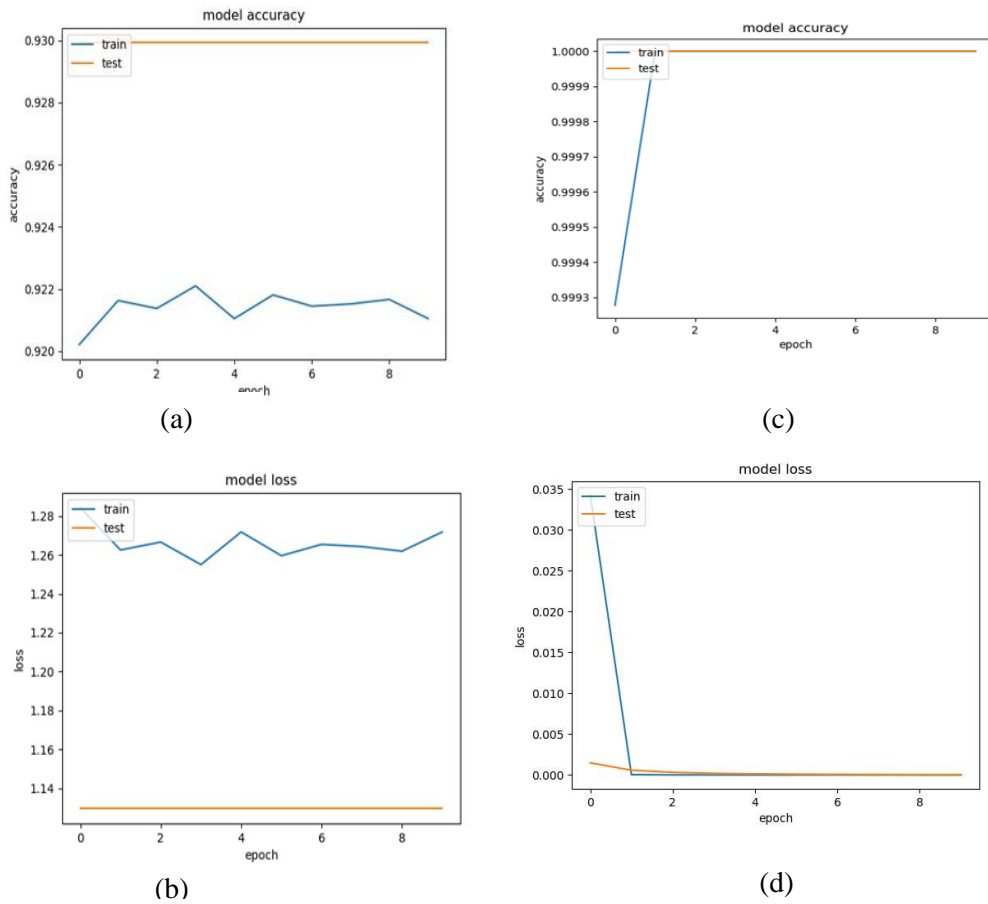 model accuracy
0.930
0.928
0.926
0.924
0.922
0.920
accuracy
train
test
0 2 4 6 8
epoch
(a)
model accuracy
1.0000
0.9999
0.9998
0.9997
0.9996
0.9995
0.9994
0.9993
accuracy
train
test
0 2 4 6 8
epoch
(c)
model loss
1.28
1.26
1.24
1.22
1.20
1.18
1.16
1.14
loss
train
test
0 2 4 6 8
epoch
(b)
model loss
0.035
0.030
0.025
0.020
0.015
0.010
0.005
0.000
loss
train
test
0 2 4 6 8
epoch
(d)